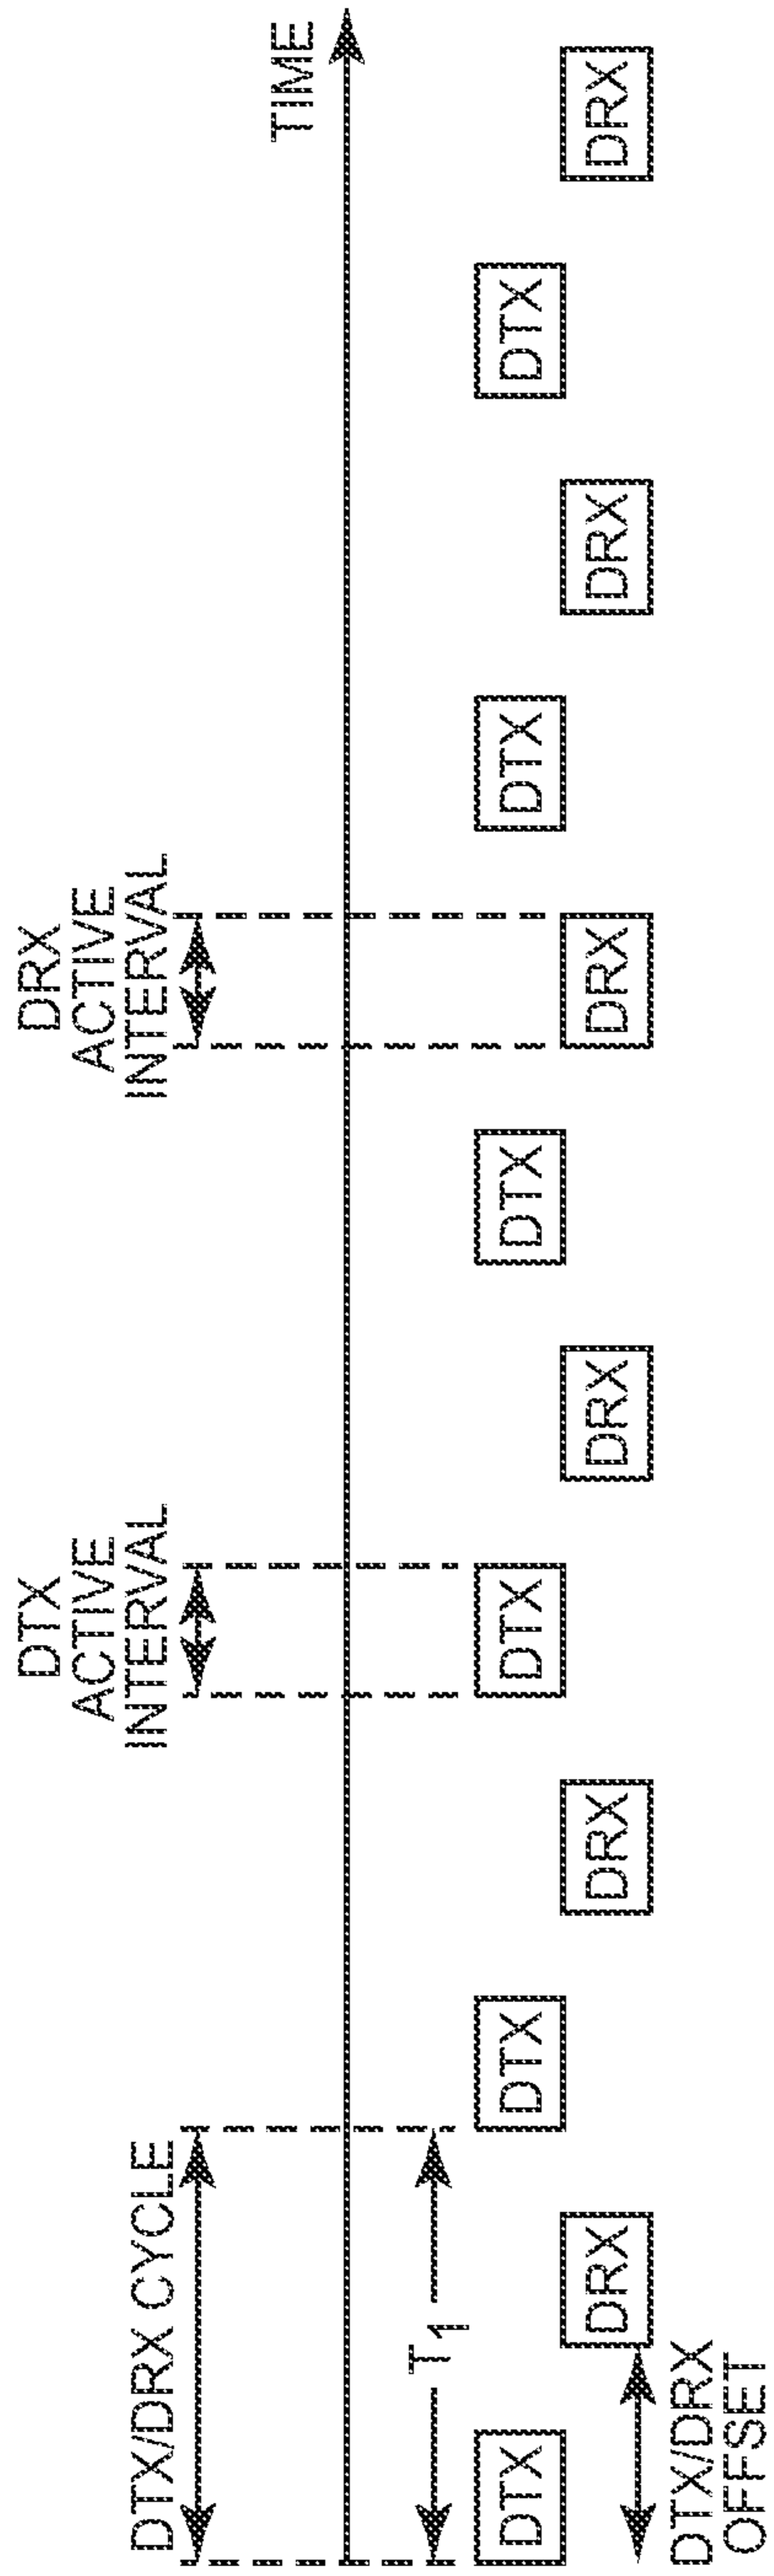 DTX/DRX CYCLE
DTX
ACTIVE
INTERVAL
DRX
ACTIVE
INTERVAL
TIME
T1
DTX
DTX
DTX
DTX
DTX
DTX
DRX
DRX
DRX
DRX
DRX
DRX
DTX/DRX
OFFSET